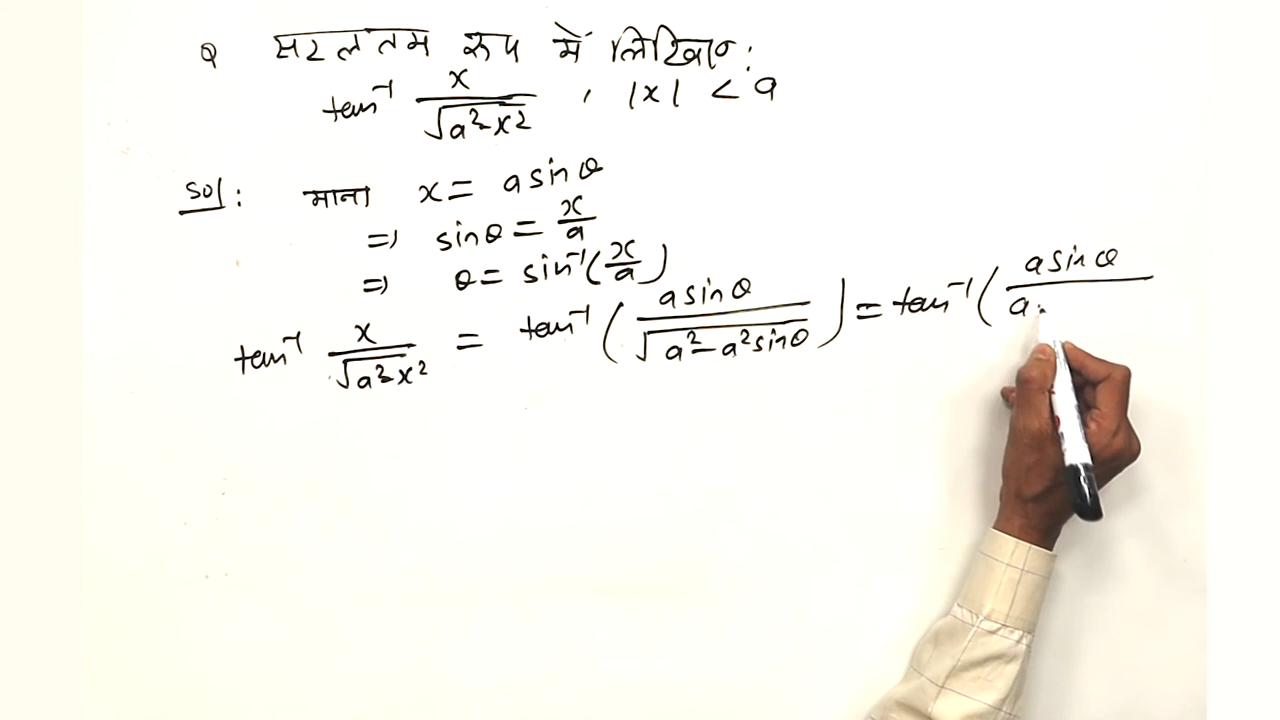 Q सरलतम रूप में लिखिए:
tan⁻¹ x/√(a²-x²) , |x| < a
Sol: माना x = a sinθ
⇒ sinθ = x/a
⇒ θ = sin⁻¹(x/a)
tan⁻¹ x/√(a²-x²) = tan⁻¹(a sinθ/√(a²-a²sinθ)) = tan⁻¹(a sinθ/a